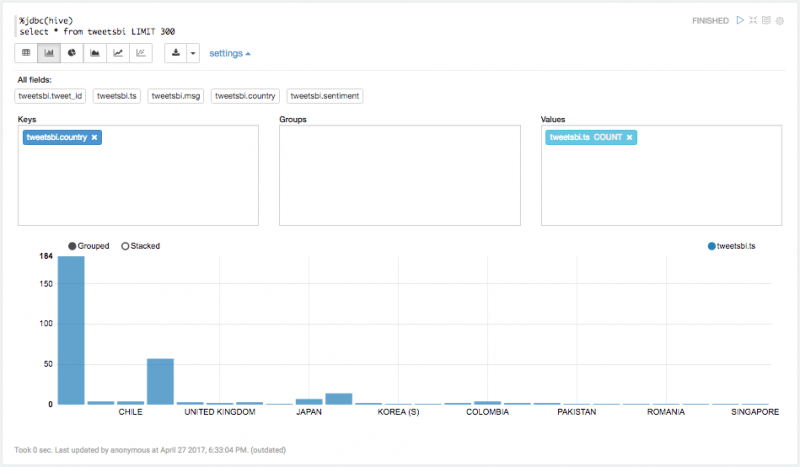 %jdbc(hive)
FINISHED
select * from tweetsbi LIMIT 300
settings
All fields:
tweetsbi.tweet_id tweetsbi.ts tweetsbi.msg tweetsbi.country tweetsbi.sentiment
Keys Groups Values
tweetsbi.country × tweetsbi.ts COUNT ×
Grouped Stacked tweetsbi.ts
184
150
100
50
0
CHILE UNITED KINGDOM JAPAN KOREA (S) COLOMBIA PAKISTAN ROMANIA SINGAPORE
Took 0 sec. Last updated by anonymous at April 27 2017, 6:33:04 PM. (outdated)